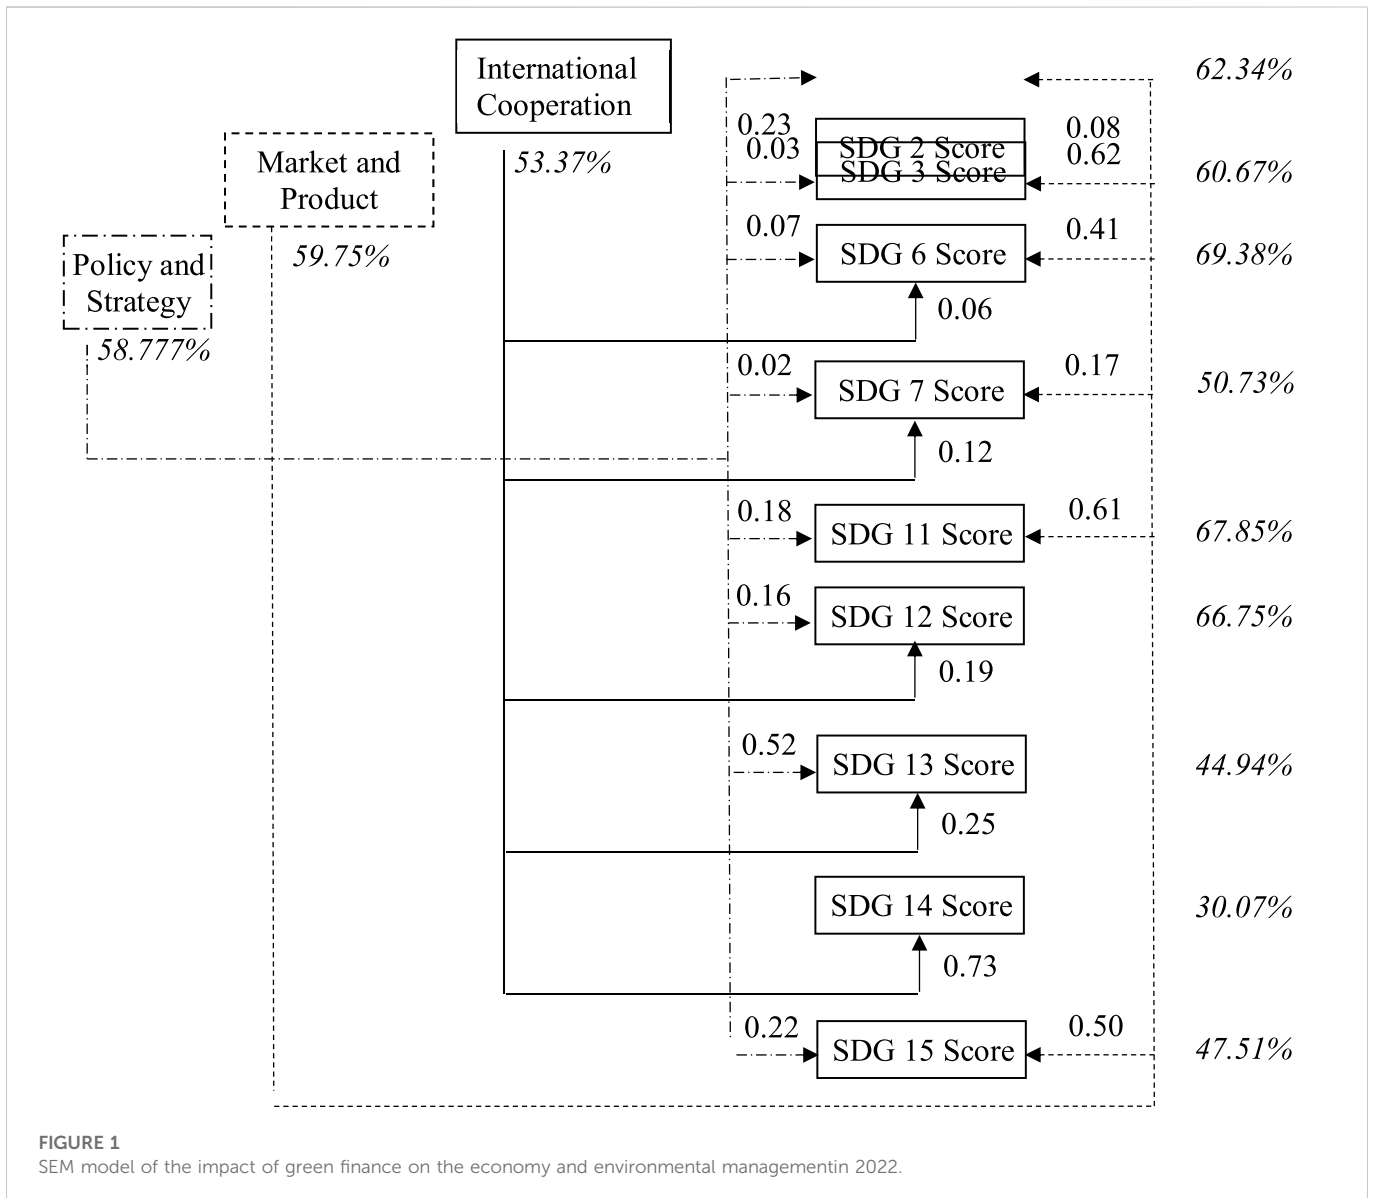 International
Cooperation
53.37%
Market and
Product
59.75%
Policy and
Strategy
58.777%
62.34%
0.23
SDG 2 Score
0.08
0.03
SDG 3 Score
0.62
60.67%
0.07
SDG 6 Score
0.41
69.38%
0.06
0.02
SDG 7 Score
0.17
50.73%
0.12
0.18
SDG 11 Score
0.61
67.85%
0.16
SDG 12 Score
66.75%
0.19
0.52
SDG 13 Score
44.94%
0.25
SDG 14 Score
30.07%
0.73
0.22
SDG 15 Score
0.50
47.51%
FIGURE 1
SEM model of the impact of green finance on the economy and environmental managementin 2022.